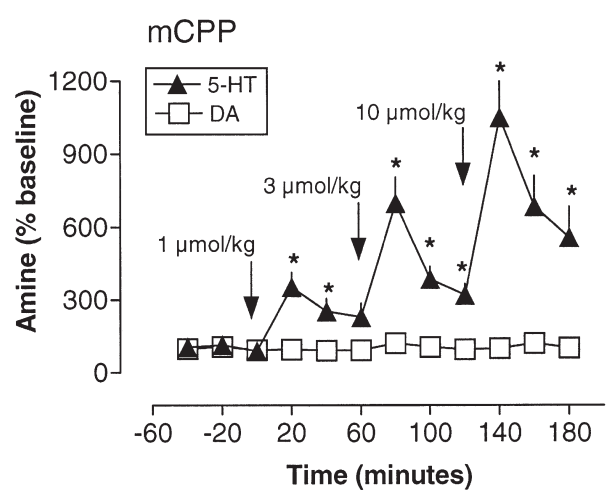 mCPP
1200
5-HT
DA
10 µmol/kg
900
3 µmol/kg
600
1 µmol/kg
300
0
Amine (% baseline)
* * * * * * * *
-60 -20 20 60 100 140 180
Time (minutes)